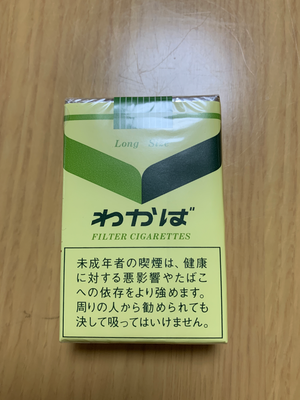 Long Size
わかば
FILTER CIGARETTES
未成年者の喫煙は、健康
に対する悪影響やたばこ
への依存をより強めます。
周りの人から勧められても
決して吸ってはいけません。